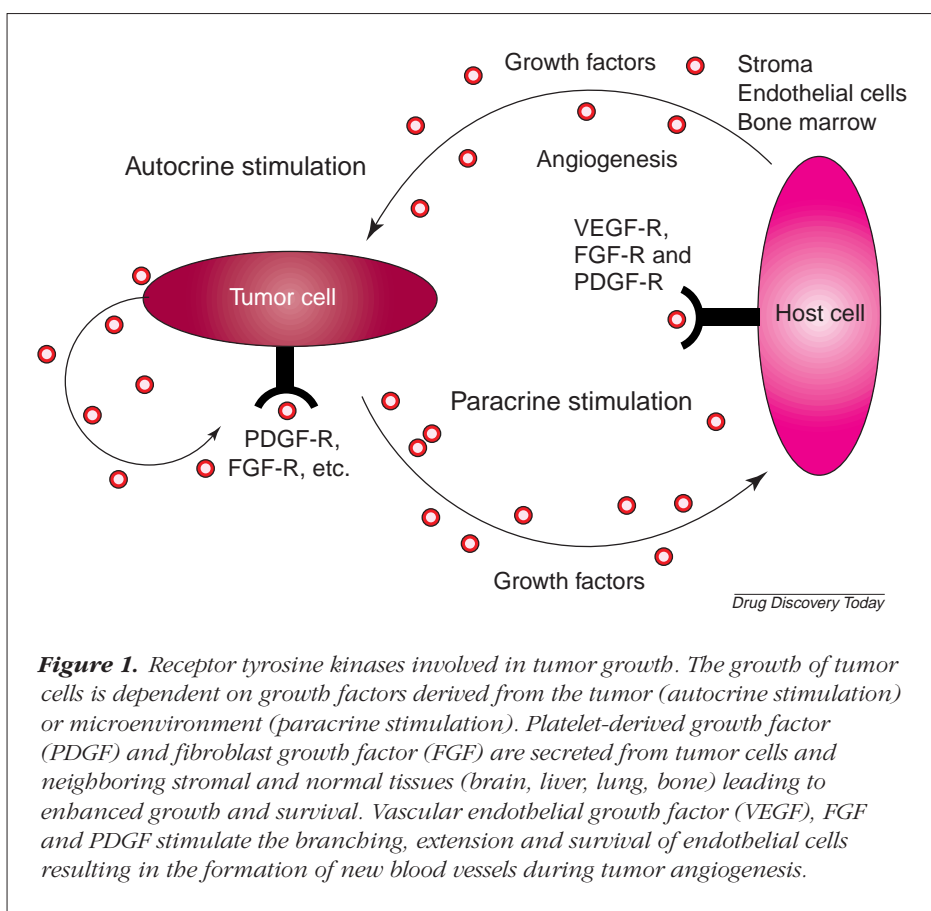 Growth factors
Stroma
Endothelial cells
Bone marrow
Autocrine stimulation
Angiogenesis
VEGF-R,
FGF-R and
PDGF-R
Tumor cell
Host cell
Paracrine stimulation
PDGF-R,
FGF-R, etc.
Growth factors
Drug Discovery Today
Figure 1. Receptor tyrosine kinases involved in tumor growth. The growth of tumor
cells is dependent on growth factors derived from the tumor (autocrine stimulation)
or microenvironment (paracrine stimulation). Platelet-derived growth factor
(PDGF) and fibroblast growth factor (FGF) are secreted from tumor cells and
neighboring stromal and normal tissues (brain, liver, lung, bone) leading to
enhanced growth and survival. Vascular endothelial growth factor (VEGF), FGF
and PDGF stimulate the branching, extension and survival of endothelial cells
resulting in the formation of new blood vessels during tumor angiogenesis.